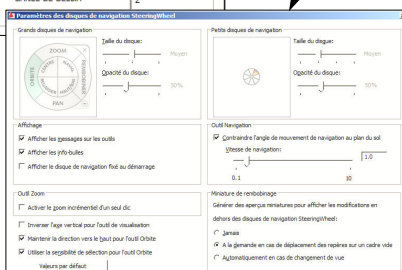 2
Paramètres des disques de navigation SteeringWheel
Grands disques de navigation
Petits disques de navigation
ZOOM
ORBITE
PAN
Taille du disque:
Moyen
Opacité du disque:
50%
Taille du disque:
Moyen
Opacité du disque:
50%
Affichage
Afficher les messages sur les outils
Afficher les info-bulles
Afficher le disque de navigation fixé au démarrage
Outil Navigation
Contraindre l'angle de mouvement de navigation au plan du sol
Vitesse de navigation:
1.0
0.1
10
Outil Zoom
Activer le zoom incrémentiel d'un seul clic
Inverser l'axe vertical pour l'outil de visualisation
Maintenir la direction vers le haut pour l'outil Orbite
Utiliser la sensibilité de sélection pour l'outil Orbite
Valeurs par défaut
Miniature de rembobinage
Générer des aperçus miniatures pour afficher les modifications en
dehors des disques de navigation SteeringWheel:
Jamais
A la demande en cas de déplacement des repères sur un cadre vide
Automatiquement en cas de changement de vue